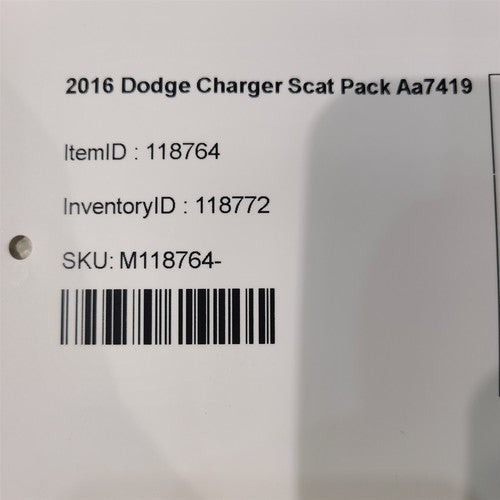 2016 Dodge Charger Scat Pack Aa7419
ItemID : 118764
InventoryID : 118772
SKU: M118764-